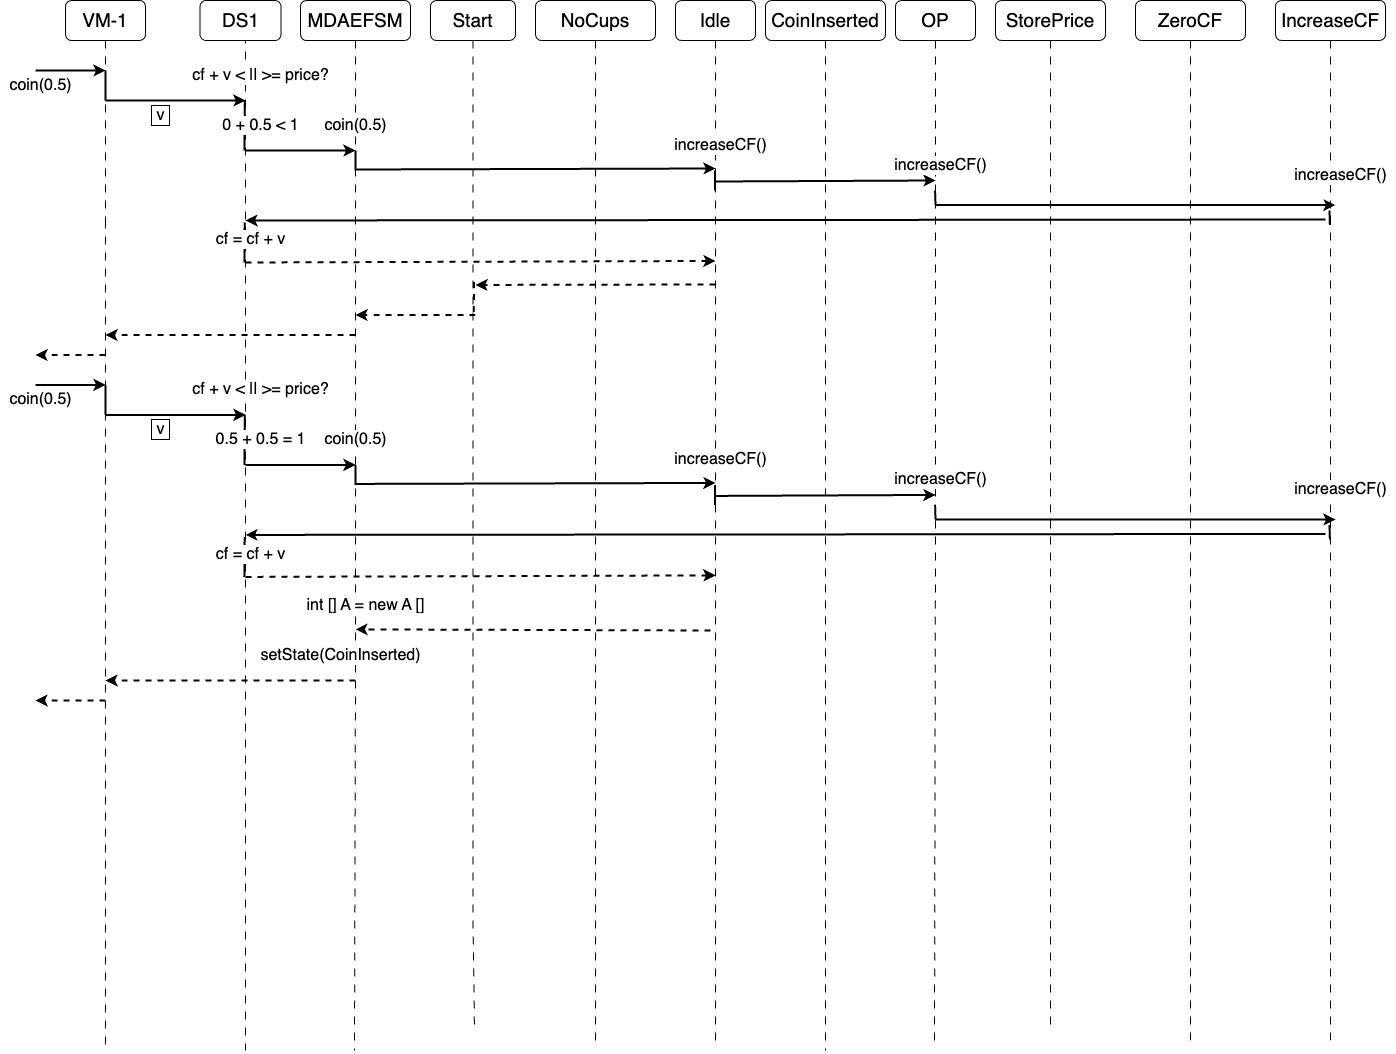 VM-1
DS1
MDAEFSM
Start
NoCups
Idle
CoinInserted
OP
StorePrice
ZeroCF
IncreaseCF
coin(0.5)
cf + v < || >= price?
v
0 + 0.5 < 1
coin(0.5)
increaseCF()
increaseCF()
increaseCF()
cf = cf + v
coin(0.5)
cf + v < || >= price?
v
0.5 + 0.5 = 1
coin(0.5)
increaseCF()
increaseCF()
increaseCF()
cf = cf + v
int [] A = new A []
setState(CoinInserted)